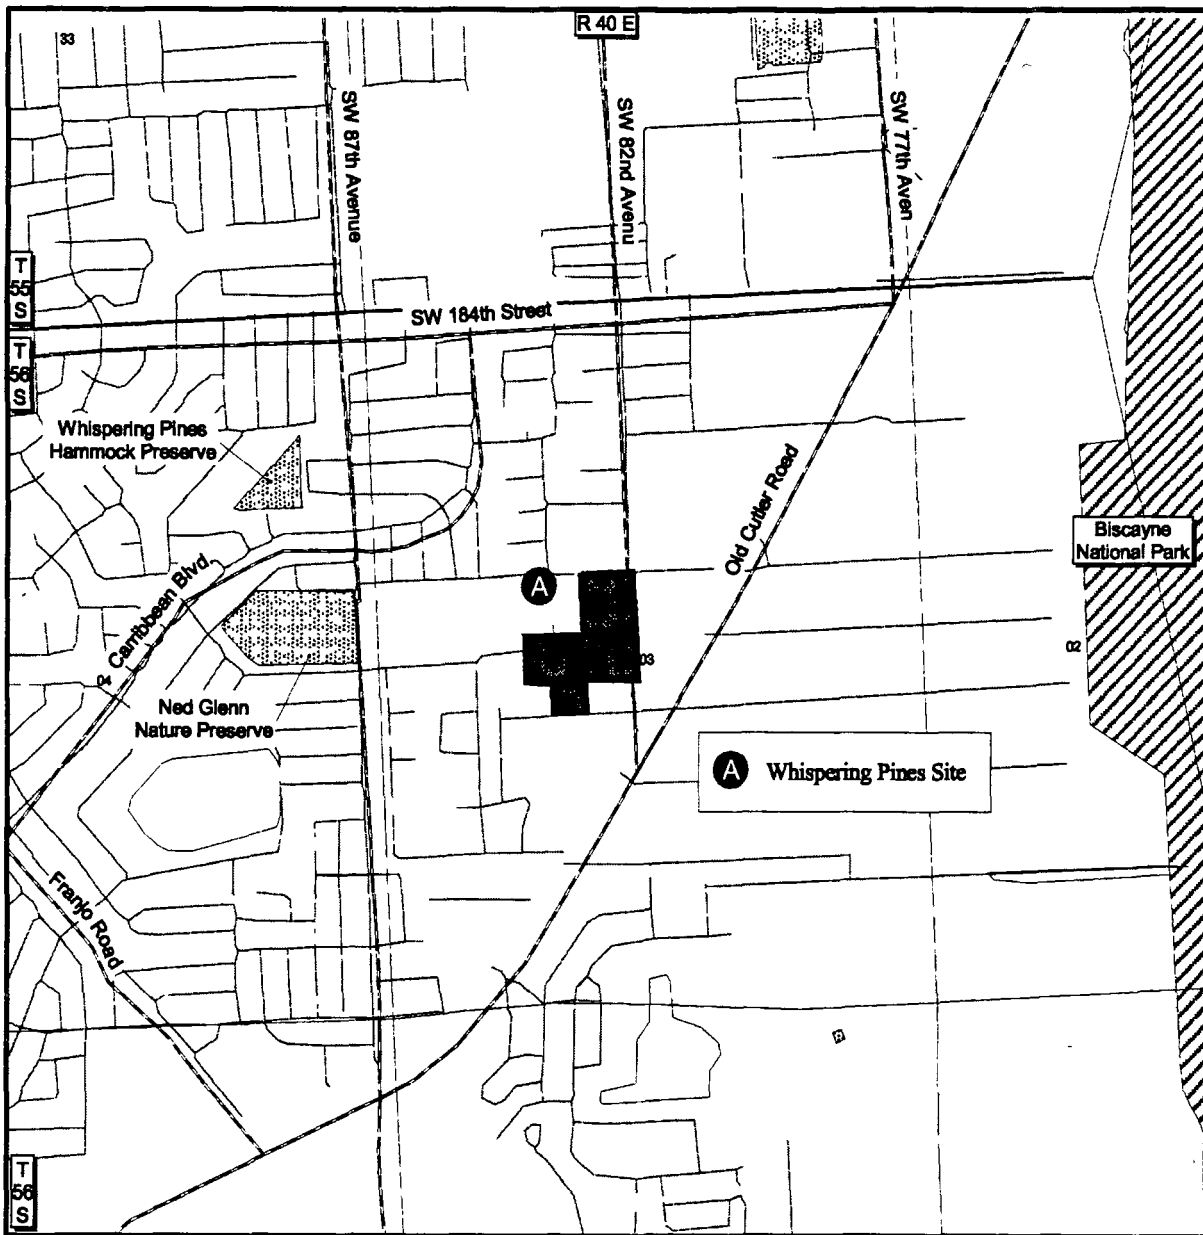 R 40 E
33
SW 87th Avenue
SW 82nd Avenu
SW 77th Aven
T
55
S
SW 184th Street
T
56
S
Whispering Pines
Hammock Preserve
Old Cutler Road
Biscayne
National Park
A
Carribbean Blvd.
03
02
04
Ned Glenn
Nature Preserve
A Whispering Pines Site
Franjo Road
T
56
S